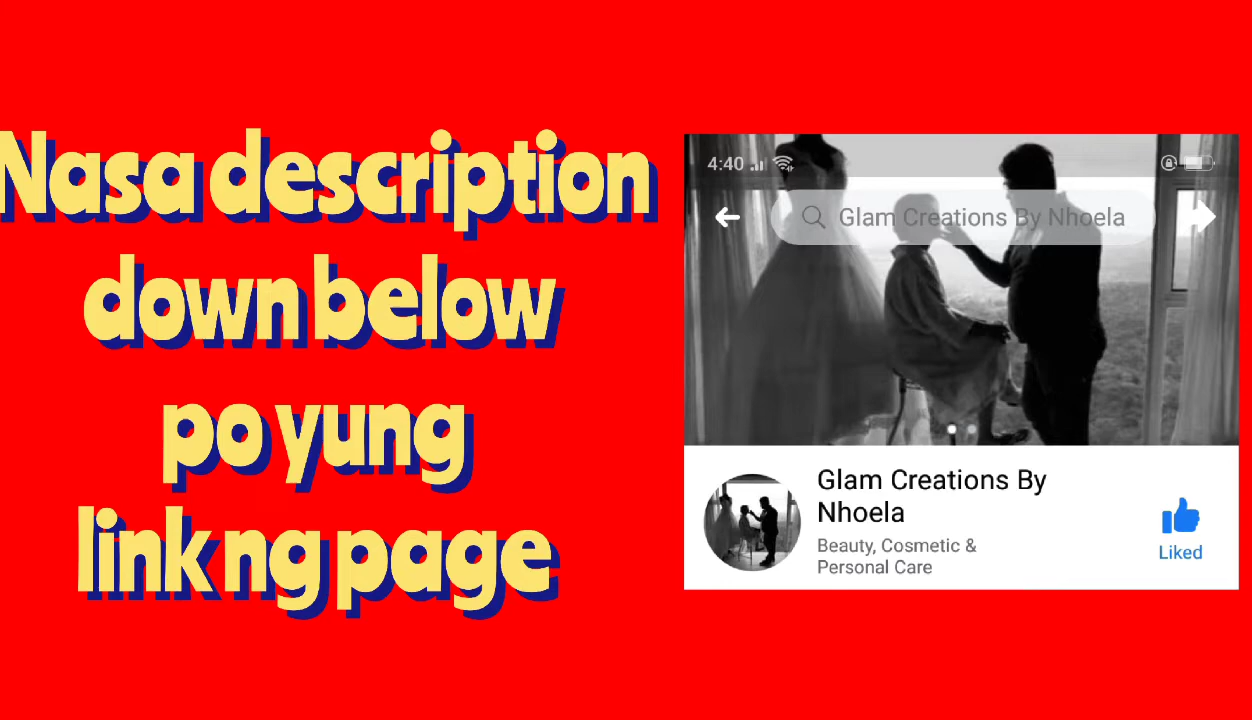 Nasa description
down below
po yung
link ng page
4:40
Glam Creations By Nhoela
Glam Creations By
Nhoela
Beauty, Cosmetic &
Personal Care
Liked